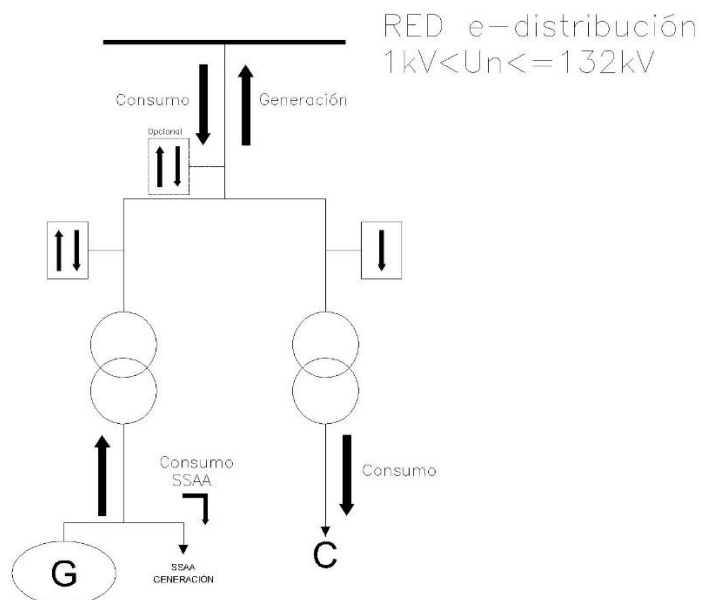 RED e-distribución
1kV<Un<=132kV
Consumo
Generación
Opcional
Consumo
SSAA
Consumo
G
SSAA
GENERACIÓN
C